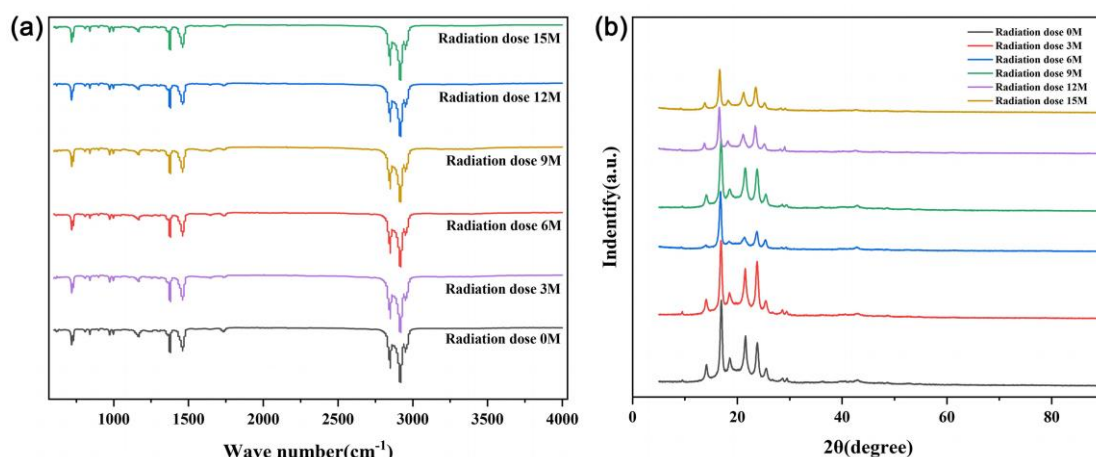 (a)
Radiation dose 15M
Radiation dose 12M
Radiation dose 9M
Radiation dose 6M
Radiation dose 3M
Radiation dose 0M
1000 1500 2000 2500 3000 3500 4000
Wave number(cm⁻¹)
(b)
Radiation dose 0M
Radiation dose 3M
Radiation dose 6M
Radiation dose 9M
Radiation dose 12M
Radiation dose 15M
Indentify(a.u.)
0 20 40 60 80
2θ(degree)